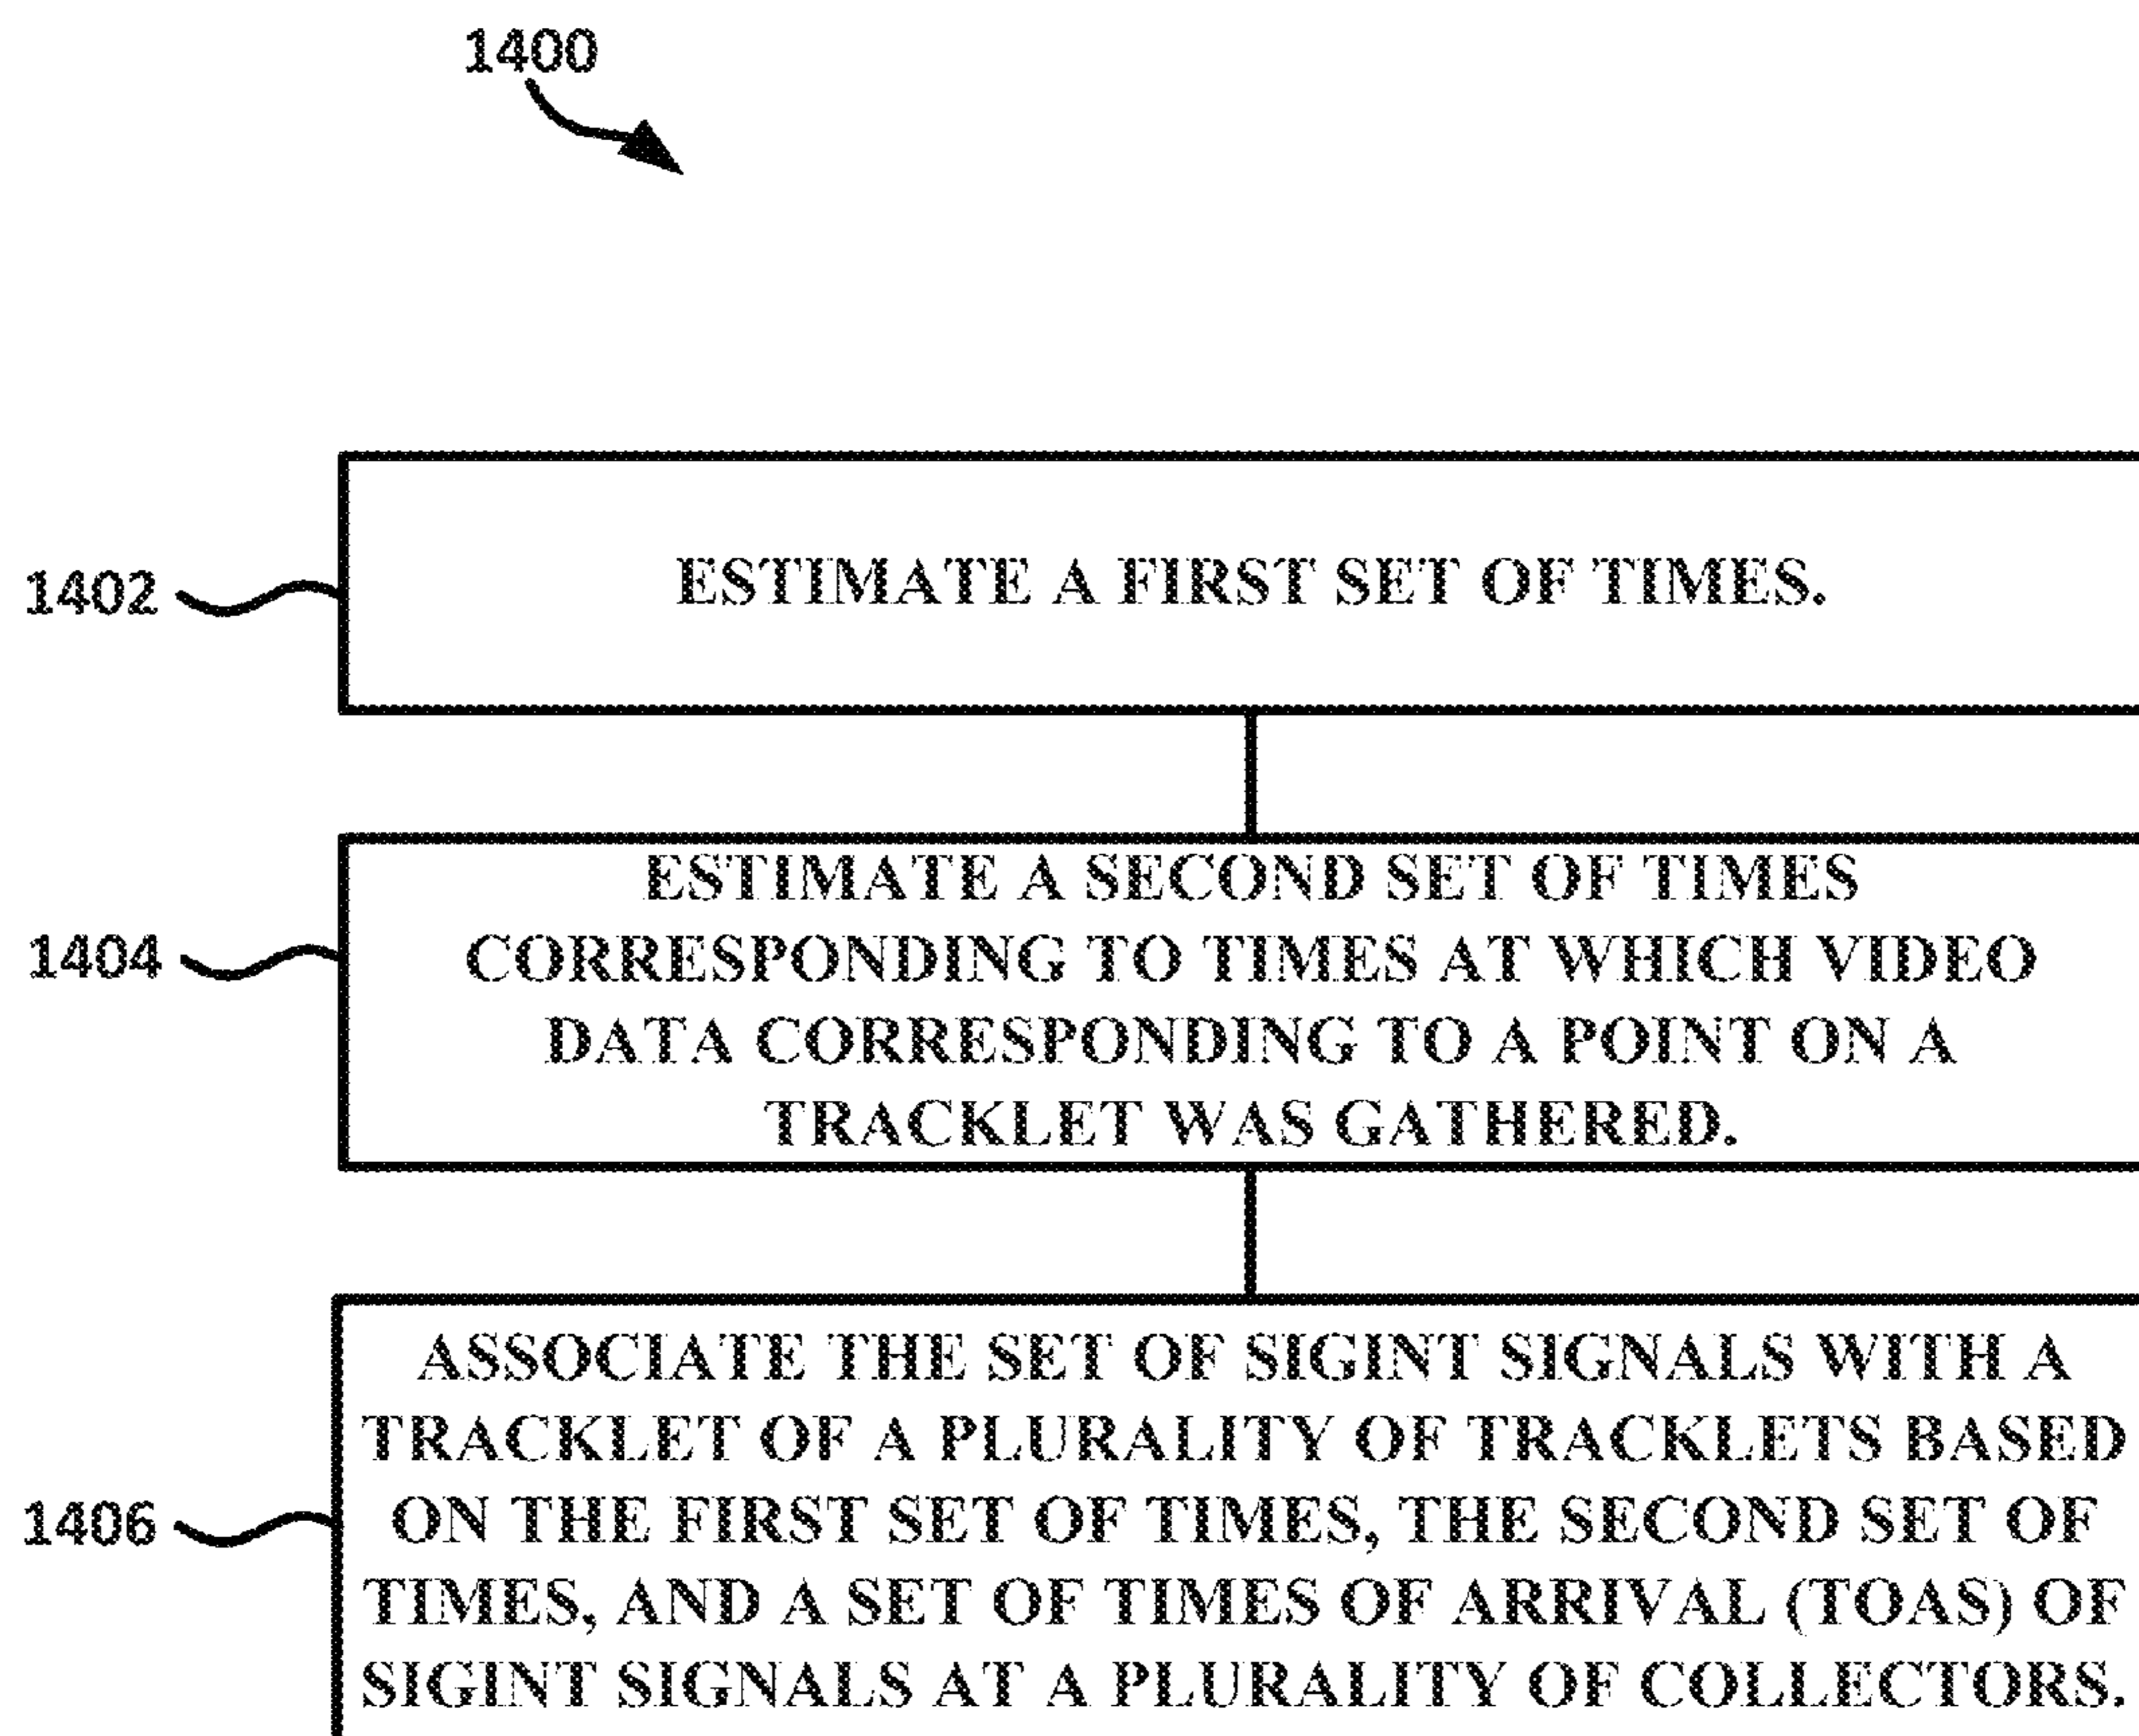 1400
1402
ESTIMATE A FIRST SET OF TIMES.
1404
ESTIMATE A SECOND SET OF TIMES
CORRESPONDING TO TIMES AT WHICH VIDEO
DATA CORRESPONDING TO A POINT ON A
TRACKLET WAS GATHERED.
1406
ASSOCIATE THE SET OF SIGINT SIGNALS WITH A
TRACKLET OF A PLURALITY OF TRACKLETS BASED
ON THE FIRST SET OF TIMES, THE SECOND SET OF
TIMES, AND A SET OF TIMES OF ARRIVAL (TOAS) OF
SIGINT SIGNALS AT A PLURALITY OF COLLECTORS.